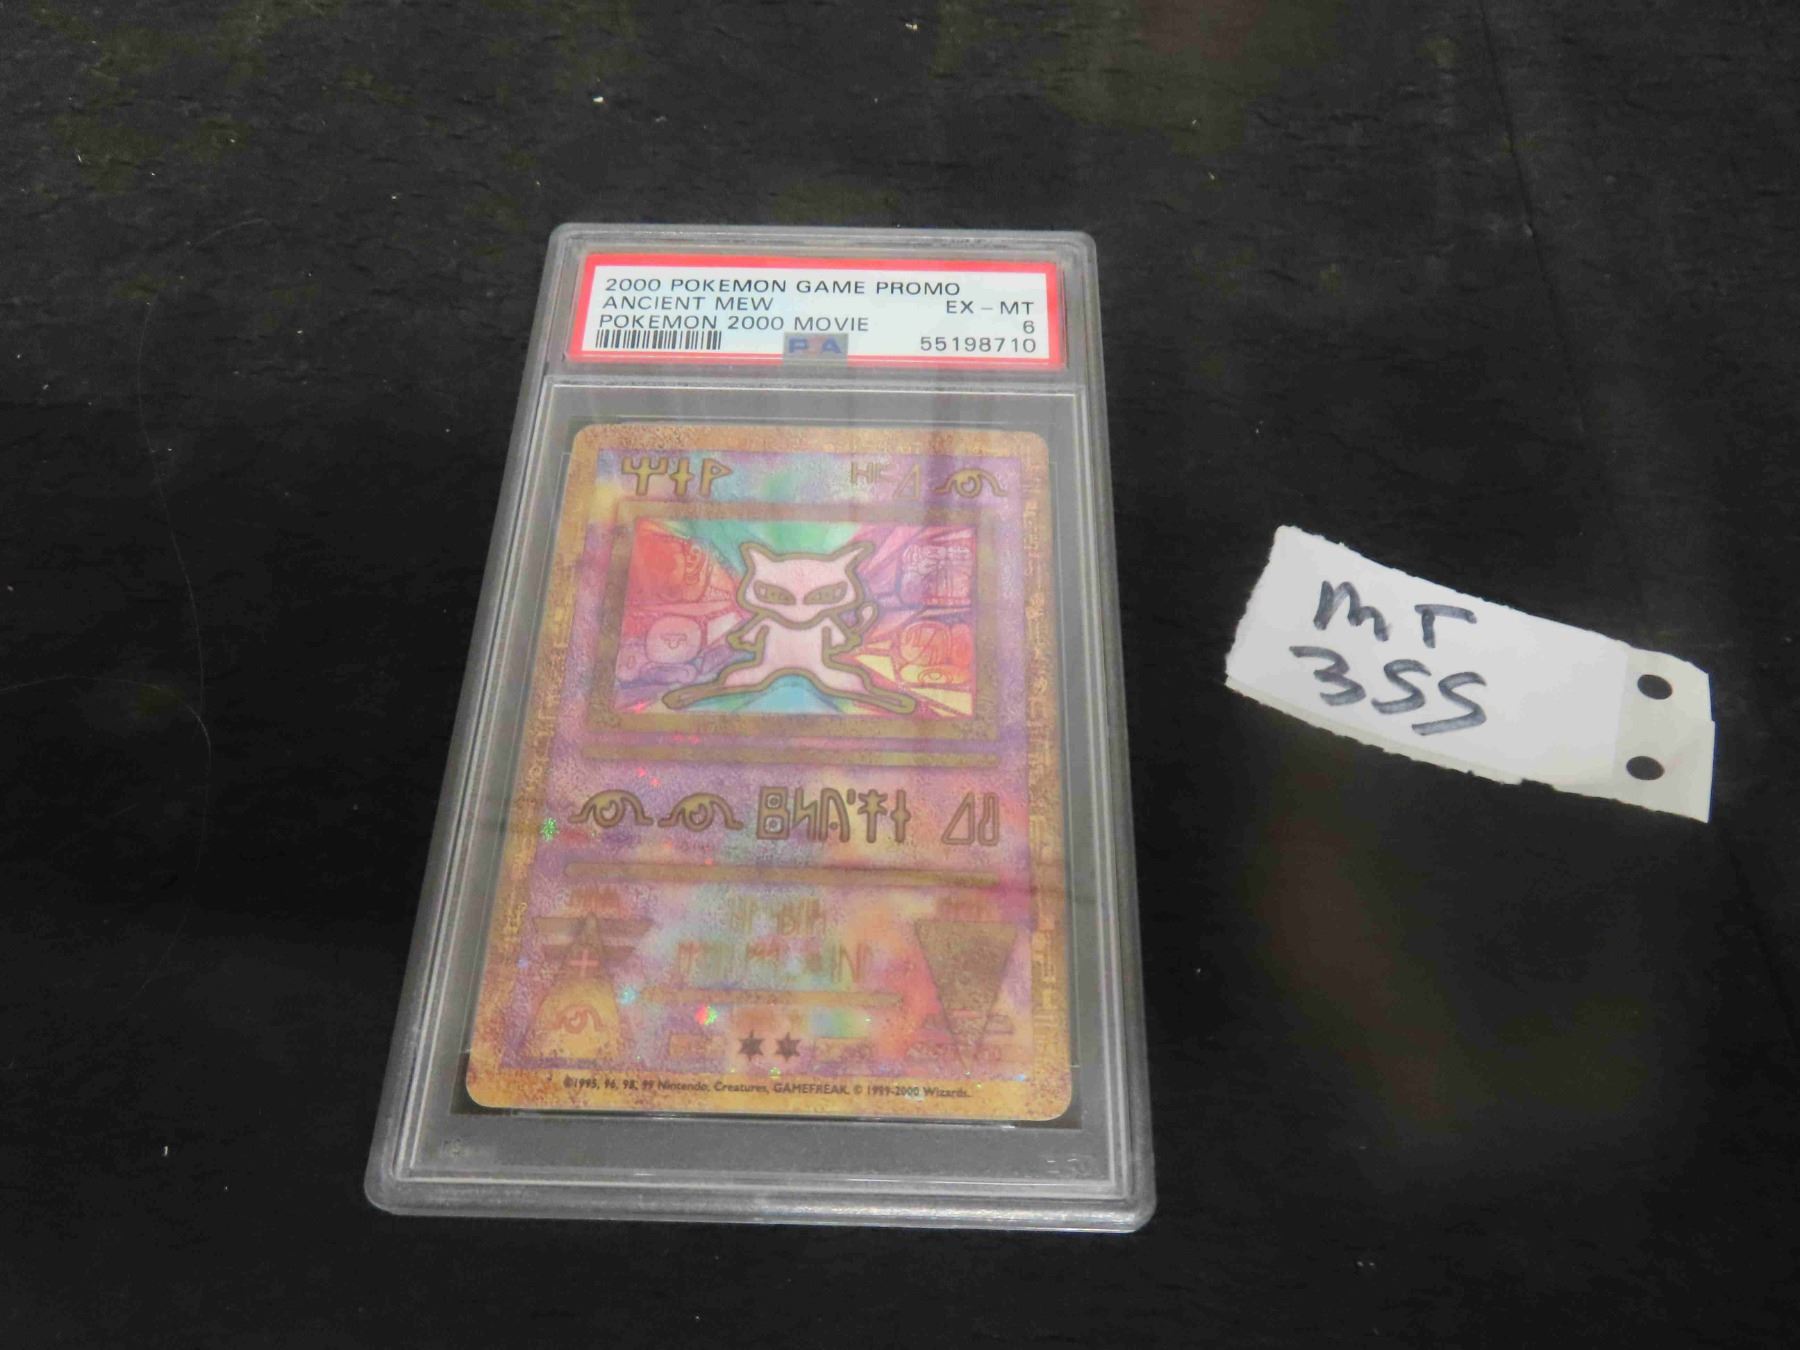 2000 POKEMON GAME PROMO
ANCIENT MEW EX - MT
POKEMON 2000 MOVIE 6
55198710
©1995, 96, 98, 99 Nintendo, Creatures, GAMEFREAK. © 1999-2000 Wizards.
MT
355